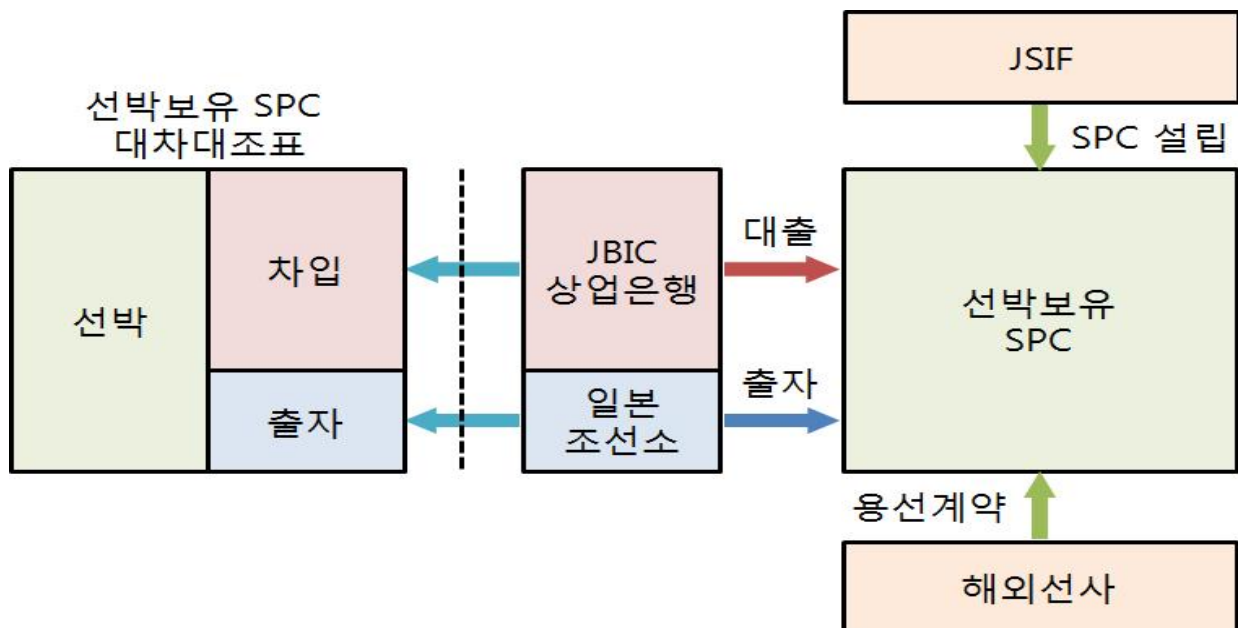 JSIF
선박보유 SPC
대차대조표
SPC 설립
선박
차입
출자
JBIC
상업은행
일본
조선소
대출
출자
선박보유
SPC
용선계약
해외선사